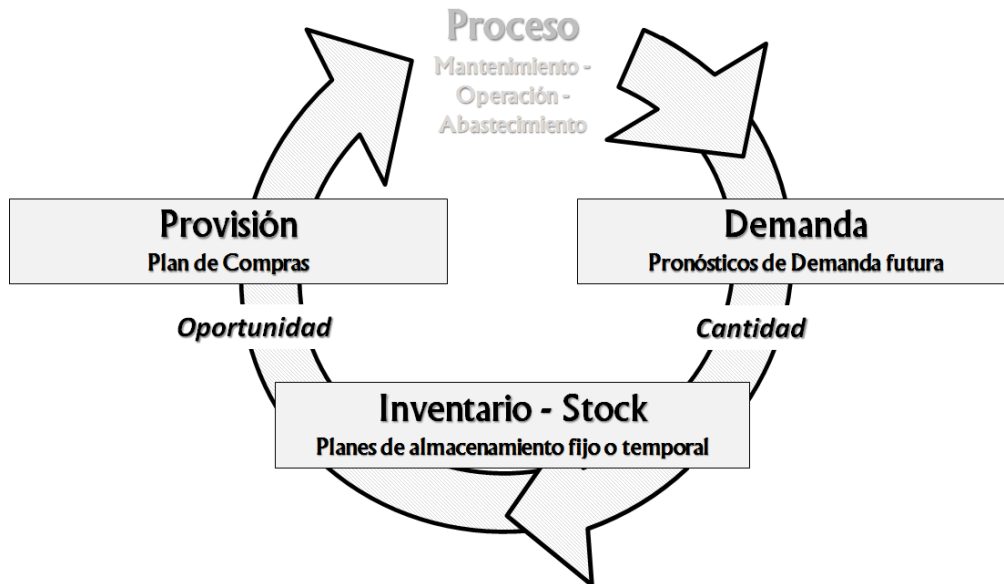 Proceso
Mantenimiento -
Operación -
Abastecimiento
Provisión
Plan de Compras
Demanda
Pronósticos de Demanda futura
Oportunidad
Cantidad
Inventario - Stock
Planes de almacenamiento fijo o temporal